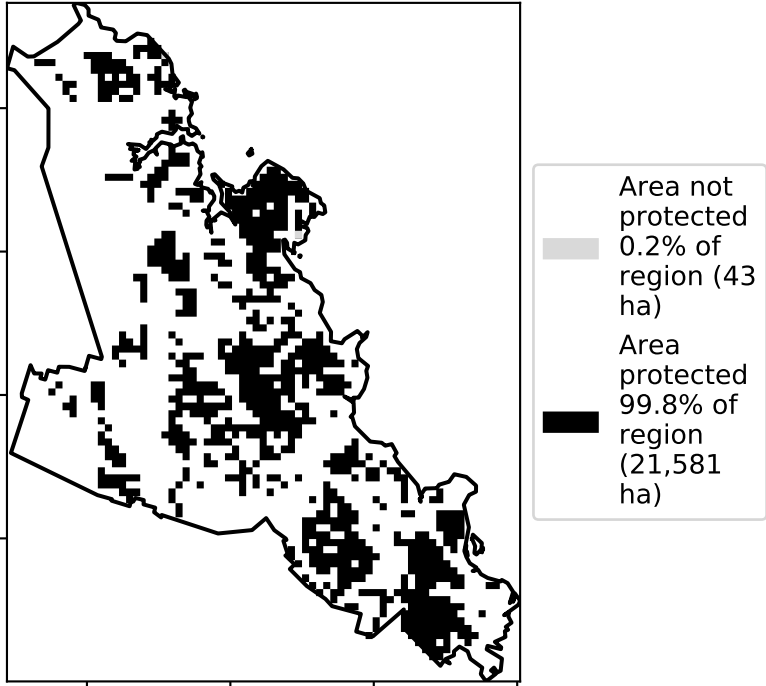 Area not
protected
0.2% of
region (43
ha)
Area
protected
99.8% of
region
(21,581
ha)